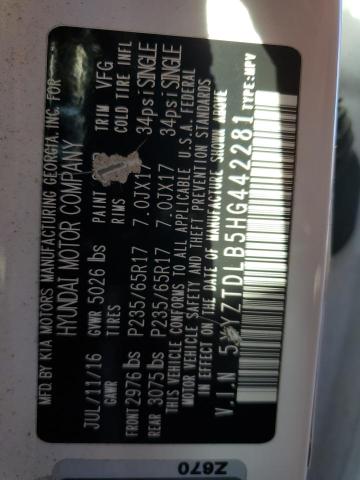 MFD. BY KIA MOTORS MANUFACTURING GEORGIA, INC. FOR
HYUNDAI MOTOR COMPANY
JUL/11/16 GVWR 5026 lbs PAINT TRIM VFG
GAWR TIRES RIMS COLD TIRE INFL
FRONT 2976 lbs P235/65R17 7.0JX17 34psi SINGLE
REAR 3075 lbs P235/65R17 7.0JX17 34psi SINGLE
THIS VEHICLE CONFORMS TO ALL APPLICABLE U.S.A. FEDERAL
MOTOR VEHICLE SAFETY AND THEFT PREVENTION STANDARDS
IN EFFECT ON THE DATE OF MANUFACTURE SHOWN ABOVE
V.I.N ZTDLB5HG442281 TYPE:MPV
Z670